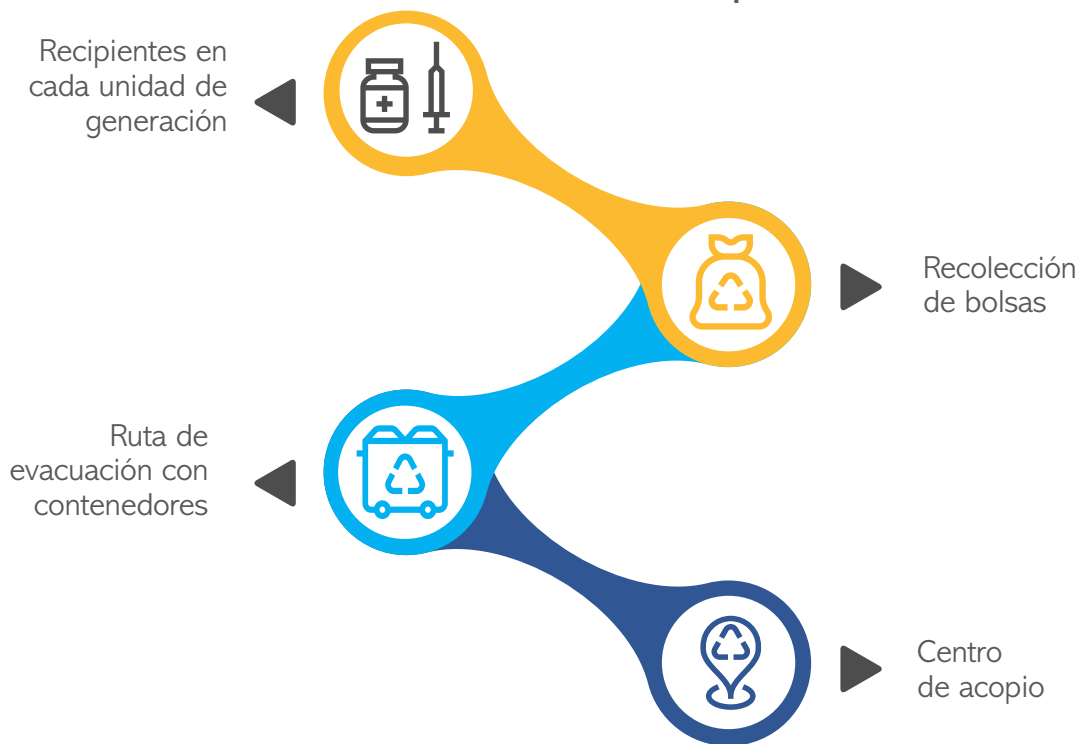 Recipientes en
cada unidad de
generación
Recolección
de bolsas
Ruta de
evacuación con
contenedores
Centro
de acopio